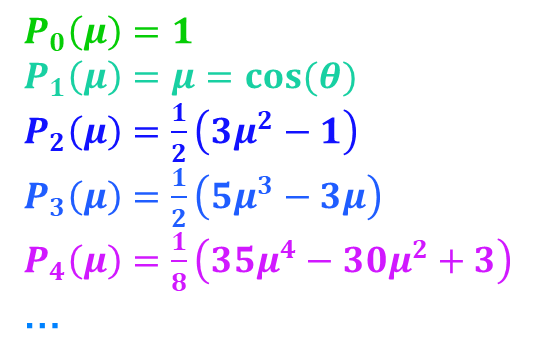 P₀(μ) = 1
P₁(μ) = μ = cos(θ)
P₂(μ) = 1/2 (3μ² − 1)
P₃(μ) = 1/2 (5μ³ − 3μ)
P₄(μ) = 1/8 (35μ⁴ − 30μ² + 3)
...